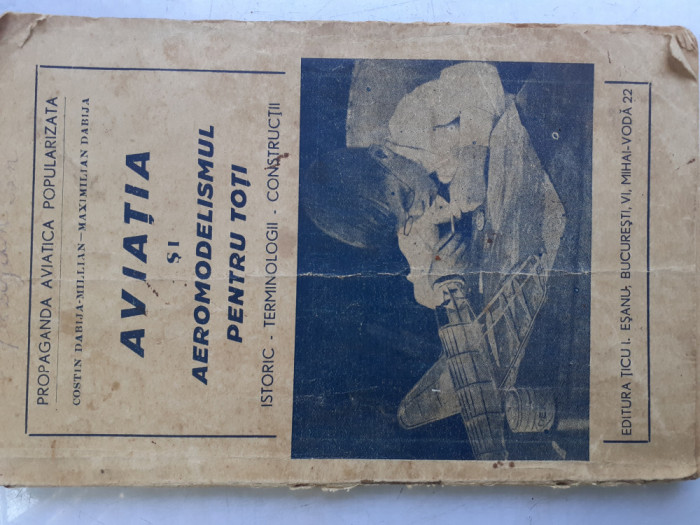 PROPAGANDA AVIATICA POPULARIZATA
COSTIN DABIJA-MILLIAN—MAXIMILIAN DABIJA
AVIAȚIA
ȘI
AEROMODELISMUL
PENTRU TOȚI
ISTORIC - TERMINOLOGII - CONSTRUCȚII
EDITURA ȚICU I. EȘANU, BUCUREȘTI, VI, MIHAI-VODĂ 22